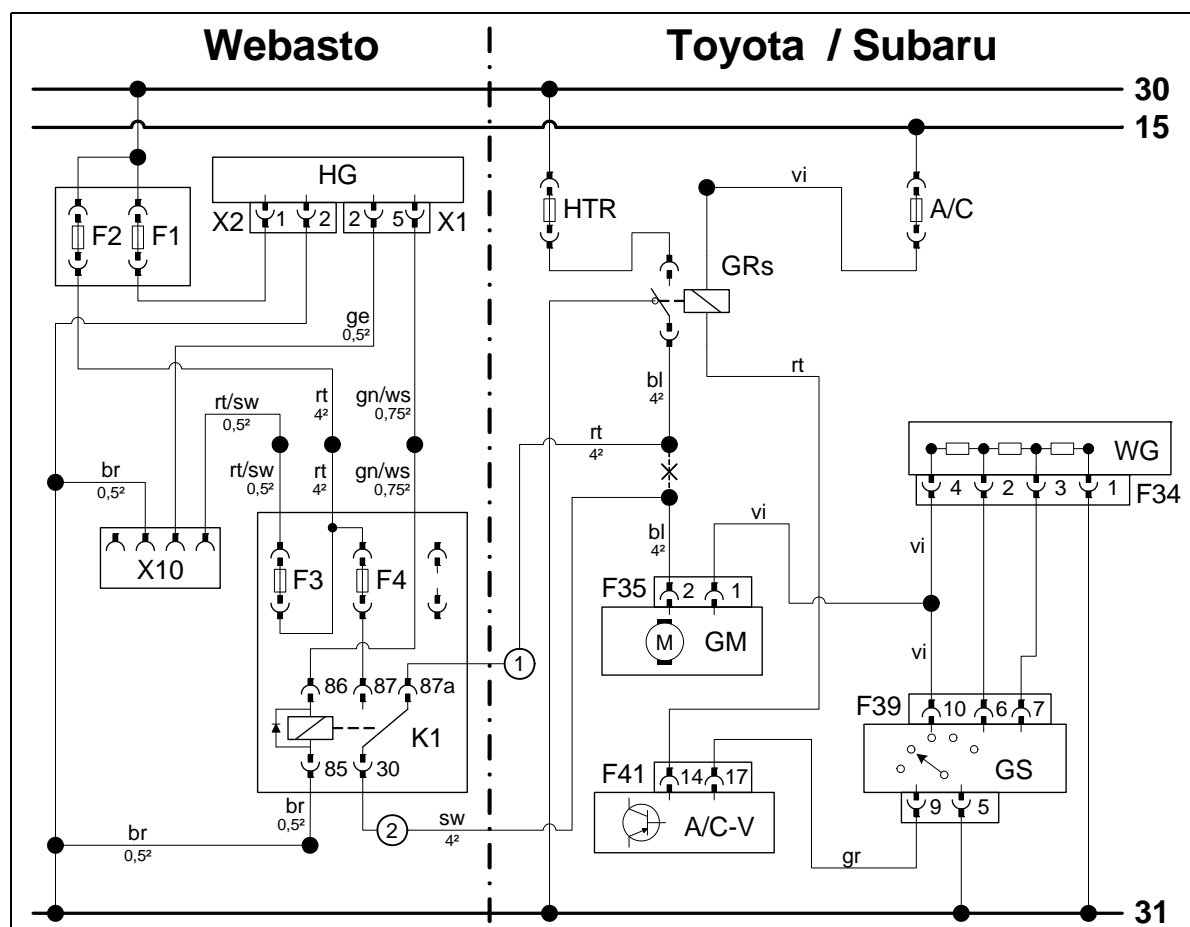 Webasto
Toyota / Subaru
30
15
HG
vi
HTR
A/C
X2 1 2 2 5 X1
F2 F1
GRs
ge
0,5²
rt
bl
4²
rt/sw
0,5²
rt
4²
gn/ws
0,75²
rt
4²
WG
br
0,5²
rt/sw
0,5²
rt
4²
gn/ws
0,75²
4 2 3 1 F34
vi
bl
4²
vi
X10
F3 F4
F35 2 1
M GM
vi
1
86 87 87a
F39 10 6 7
K1
GS
85 30
F41 14 17
9 5
br
0,5²
2
sw
4²
A/C-V
br
0,5²
gr
31